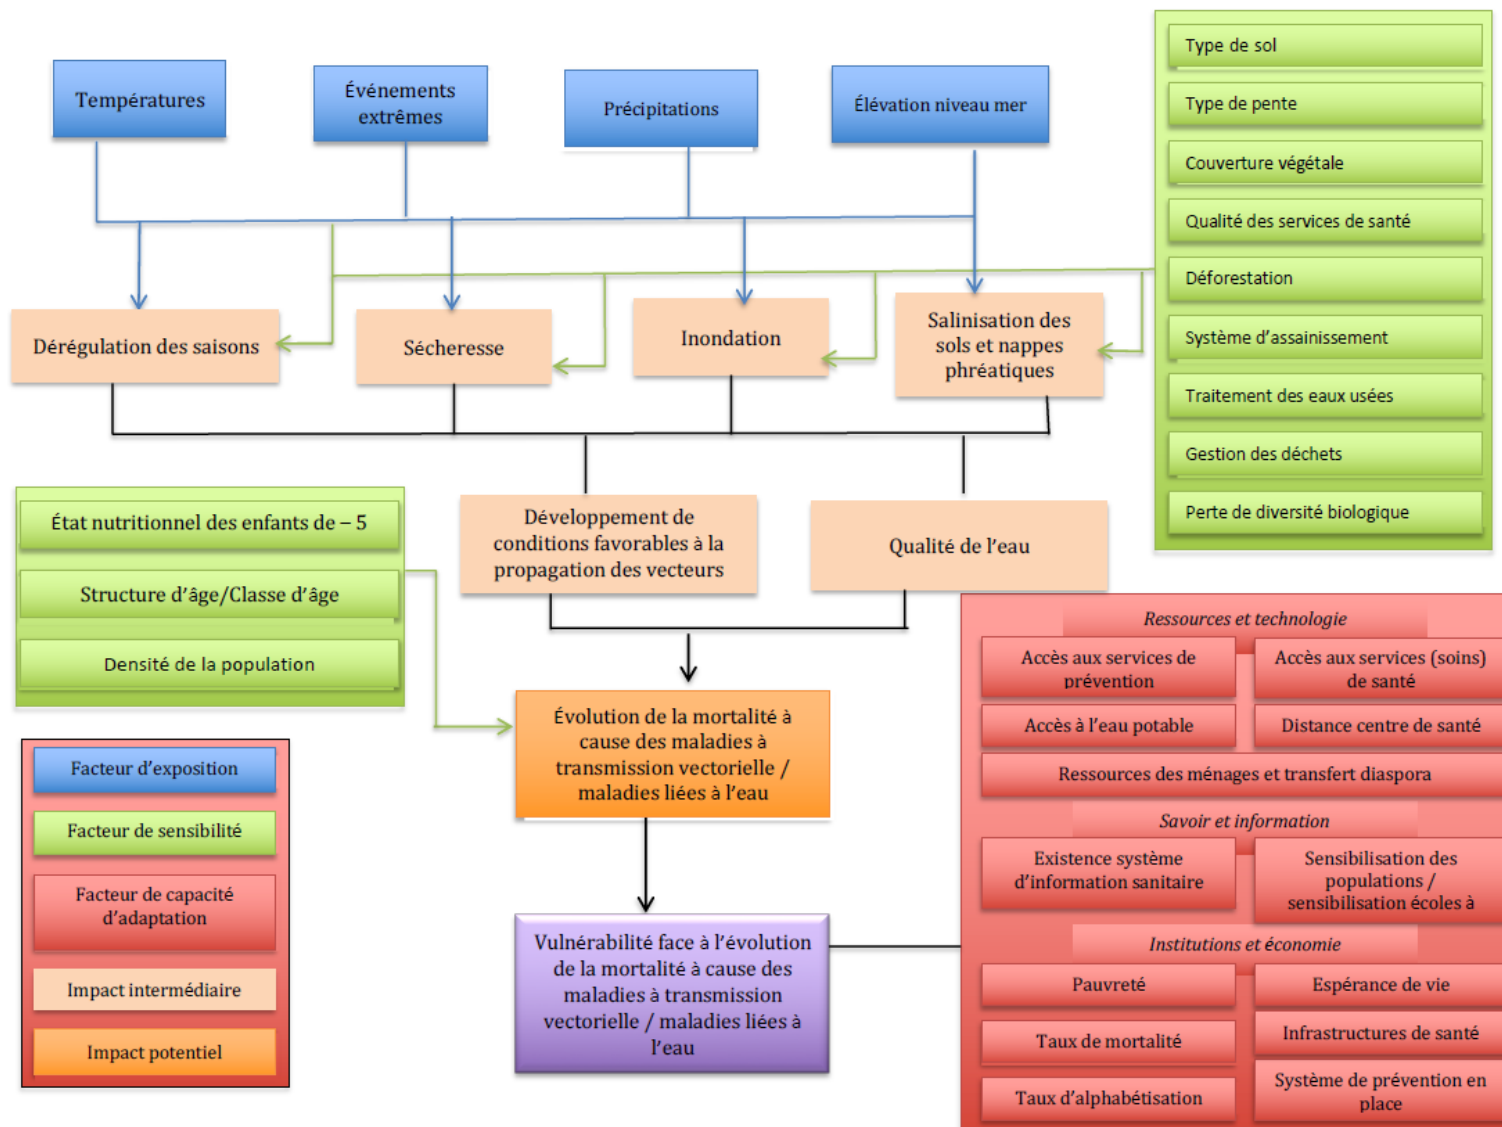 Températures
Événements
extrêmes
Précipitations
Élévation niveau mer
Dérégulation des saisons
Sécheresse
Inondation
Salinisation des
sols et nappes
phréatiques
Type de sol
Type de pente
Couverture végétale
Qualité des services de santé
Déforestation
Système d'assainissement
Traitement des eaux usées
Gestion des déchets
Perte de diversité biologique
État nutritionnel des enfants de – 5
Structure d'âge/Classe d'âge
Densité de la population
Développement de
conditions favorables à la
propagation des vecteurs
Qualité de l'eau
Évolution de la mortalité à
cause des maladies à
transmission vectorielle /
maladies liées à l'eau
Vulnérabilité face à l'évolution
de la mortalité à cause des
maladies à transmission
vectorielle / maladies liées à
l'eau
Facteur d'exposition
Facteur de sensibilité
Facteur de capacité
d'adaptation
Impact intermédiaire
Impact potentiel
Ressources et technologie
Accès aux services de
prévention
Accès aux services (soins)
de santé
Accès à l'eau potable
Distance centre de santé
Ressources des ménages et transfert diaspora
Savoir et information
Existence système
d'information sanitaire
Sensibilisation des
populations /
sensibilisation écoles à
Institutions et économie
Pauvreté
Espérance de vie
Taux de mortalité
Infrastructures de santé
Taux d'alphabétisation
Système de prévention en
place